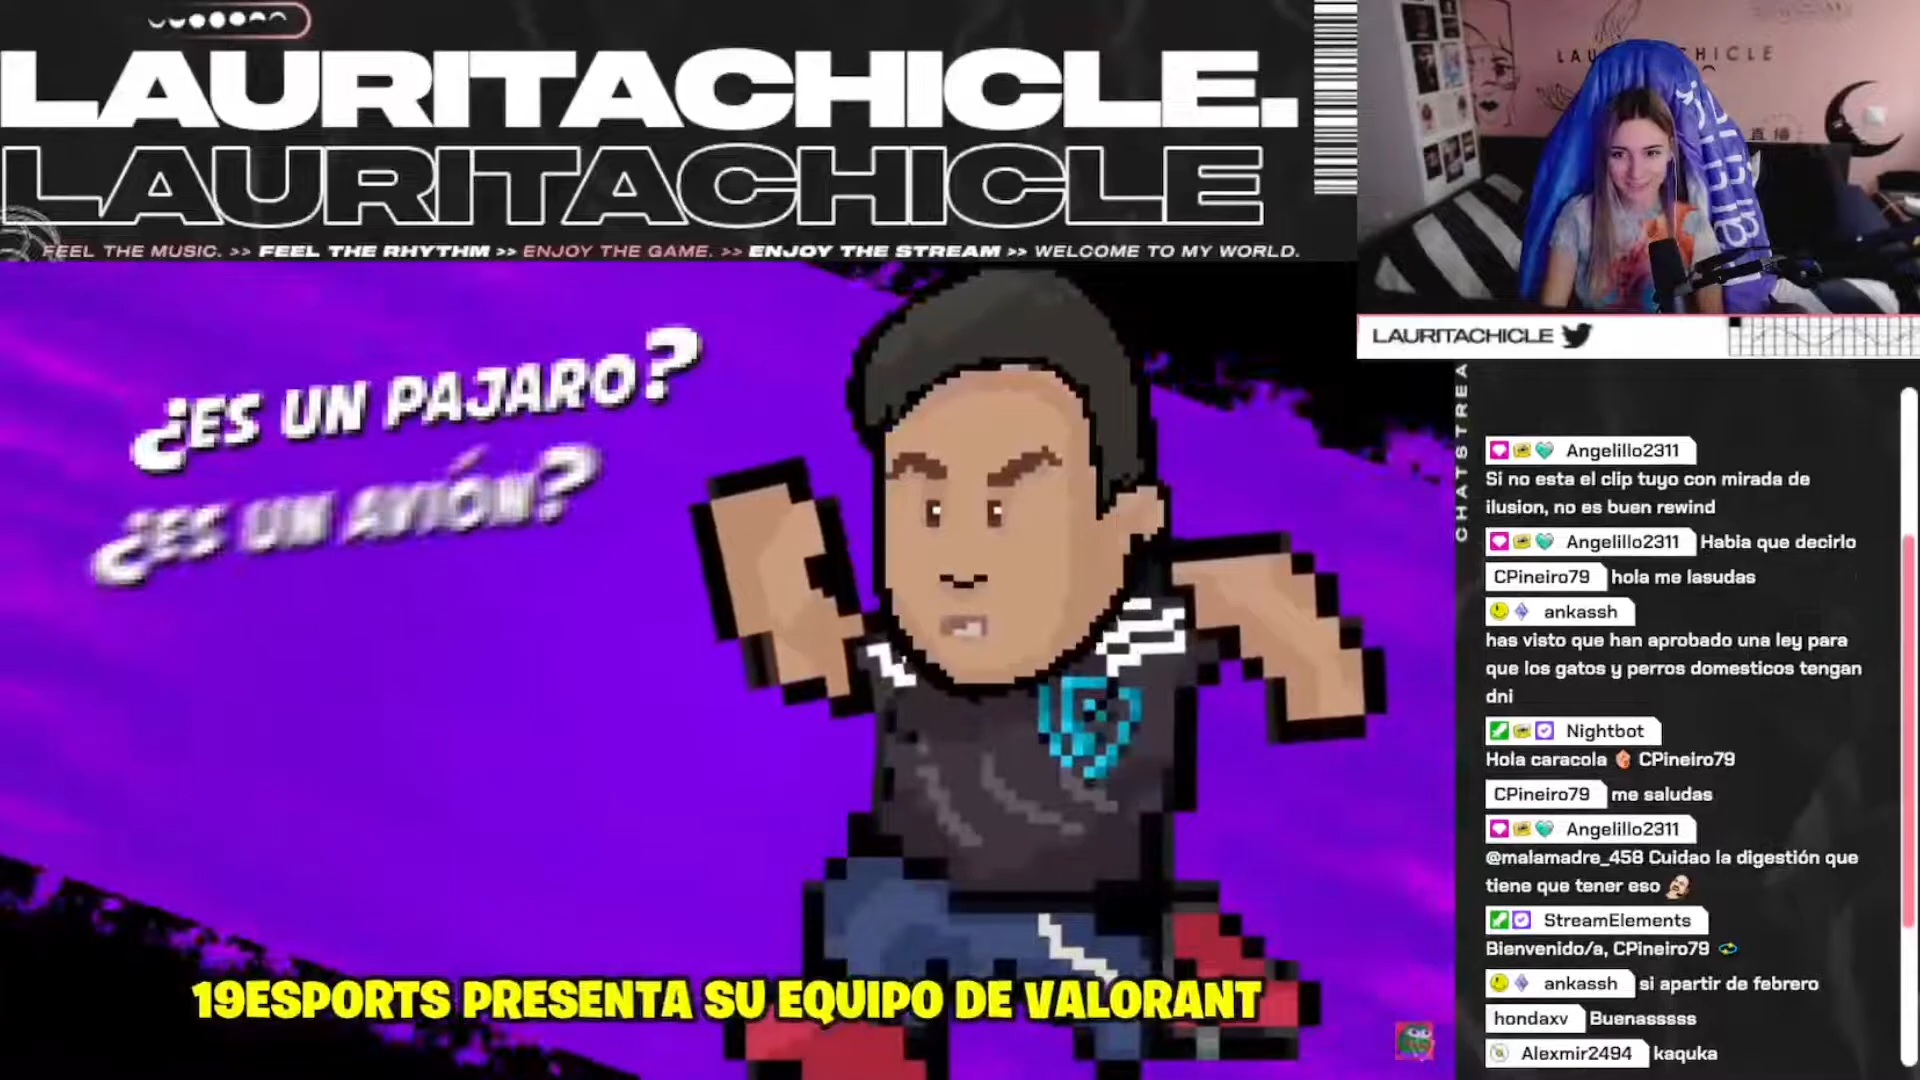 LAURITACHICLE.
LAURITACHICLE
FEEL THE MUSIC. >> FEEL THE RHYTHM >> ENJOY THE GAME. >> ENJOY THE STREAM >> WELCOME TO MY WORLD.
LAURITACHICLE
¿ES UN PAJARO?
¿ES UN AVIÓN?
19ESPORTS PRESENTA SU EQUIPO DE VALORANT
CHATSTREA
Angelillo2311
Si no esta el clip tuyo con mirada de
ilusion, no es buen rewind
Angelillo2311 Habia que decirlo
CPineiro79 hola me lasudas
ankassh
has visto que han aprobado una ley para
que los gatos y perros domesticos tengan
dni
Nightbot
Hola caracola CPineiro79
CPineiro79 me saludas
Angelillo2311
@malamadre_458 Cuidao la digestión que
tiene que tener eso
StreamElements
Bienvenido/a, CPineiro79
ankassh si apartir de febrero
hondaxv Buenasssss
Alexmir2494 kaquka